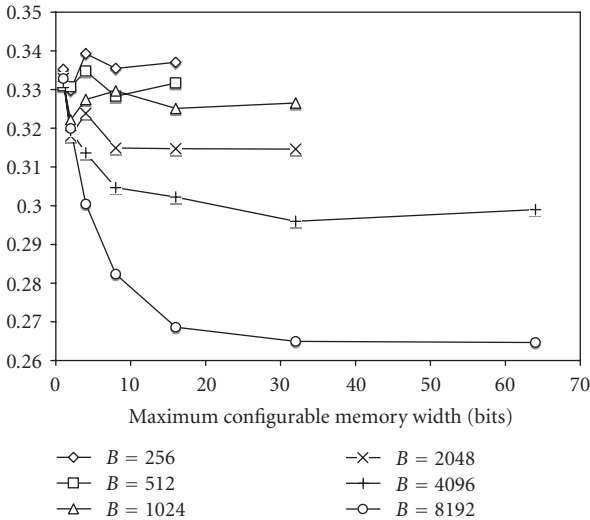 0.35
0.34
0.33
0.32
0.31
0.3
0.29
0.28
0.27
0.26
0 10 20 30 40 50 60 70
Maximum configurable memory width (bits)
B = 256
B = 512
B = 1024
B = 2048
B = 4096
B = 8192